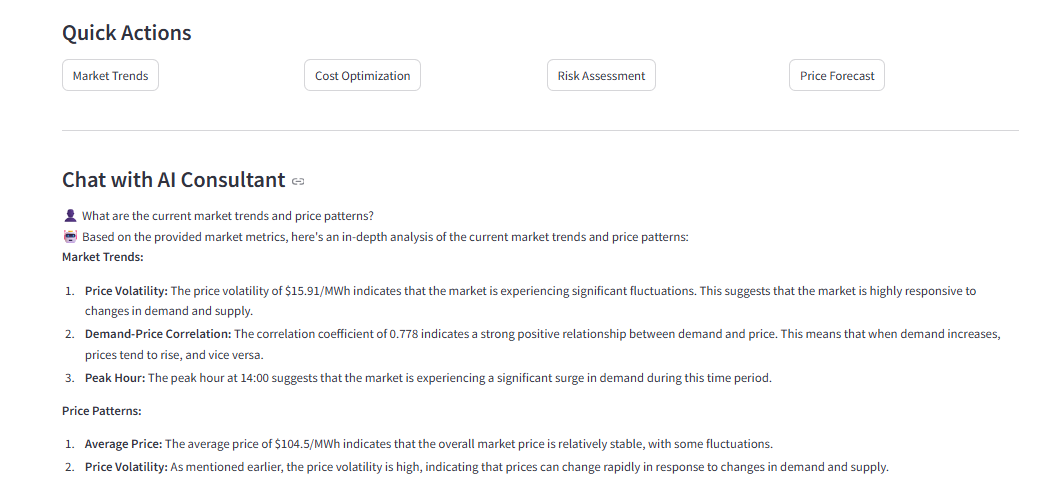 Quick Actions
Market Trends
Cost Optimization
Risk Assessment
Price Forecast
Chat with AI Consultant
What are the current market trends and price patterns?
Based on the provided market metrics, here's an in-depth analysis of the current market trends and price patterns:
Market Trends:
1. Price Volatility: The price volatility of $15.91/MWh indicates that the market is experiencing significant fluctuations. This suggests that the market is highly responsive to
changes in demand and supply.
2. Demand-Price Correlation: The correlation coefficient of 0.778 indicates a strong positive relationship between demand and price. This means that when demand increases,
prices tend to rise, and vice versa.
3. Peak Hour: The peak hour at 14:00 suggests that the market is experiencing a significant surge in demand during this time period.
Price Patterns:
1. Average Price: The average price of $104.5/MWh indicates that the overall market price is relatively stable, with some fluctuations.
2. Price Volatility: As mentioned earlier, the price volatility is high, indicating that prices can change rapidly in response to changes in demand and supply.